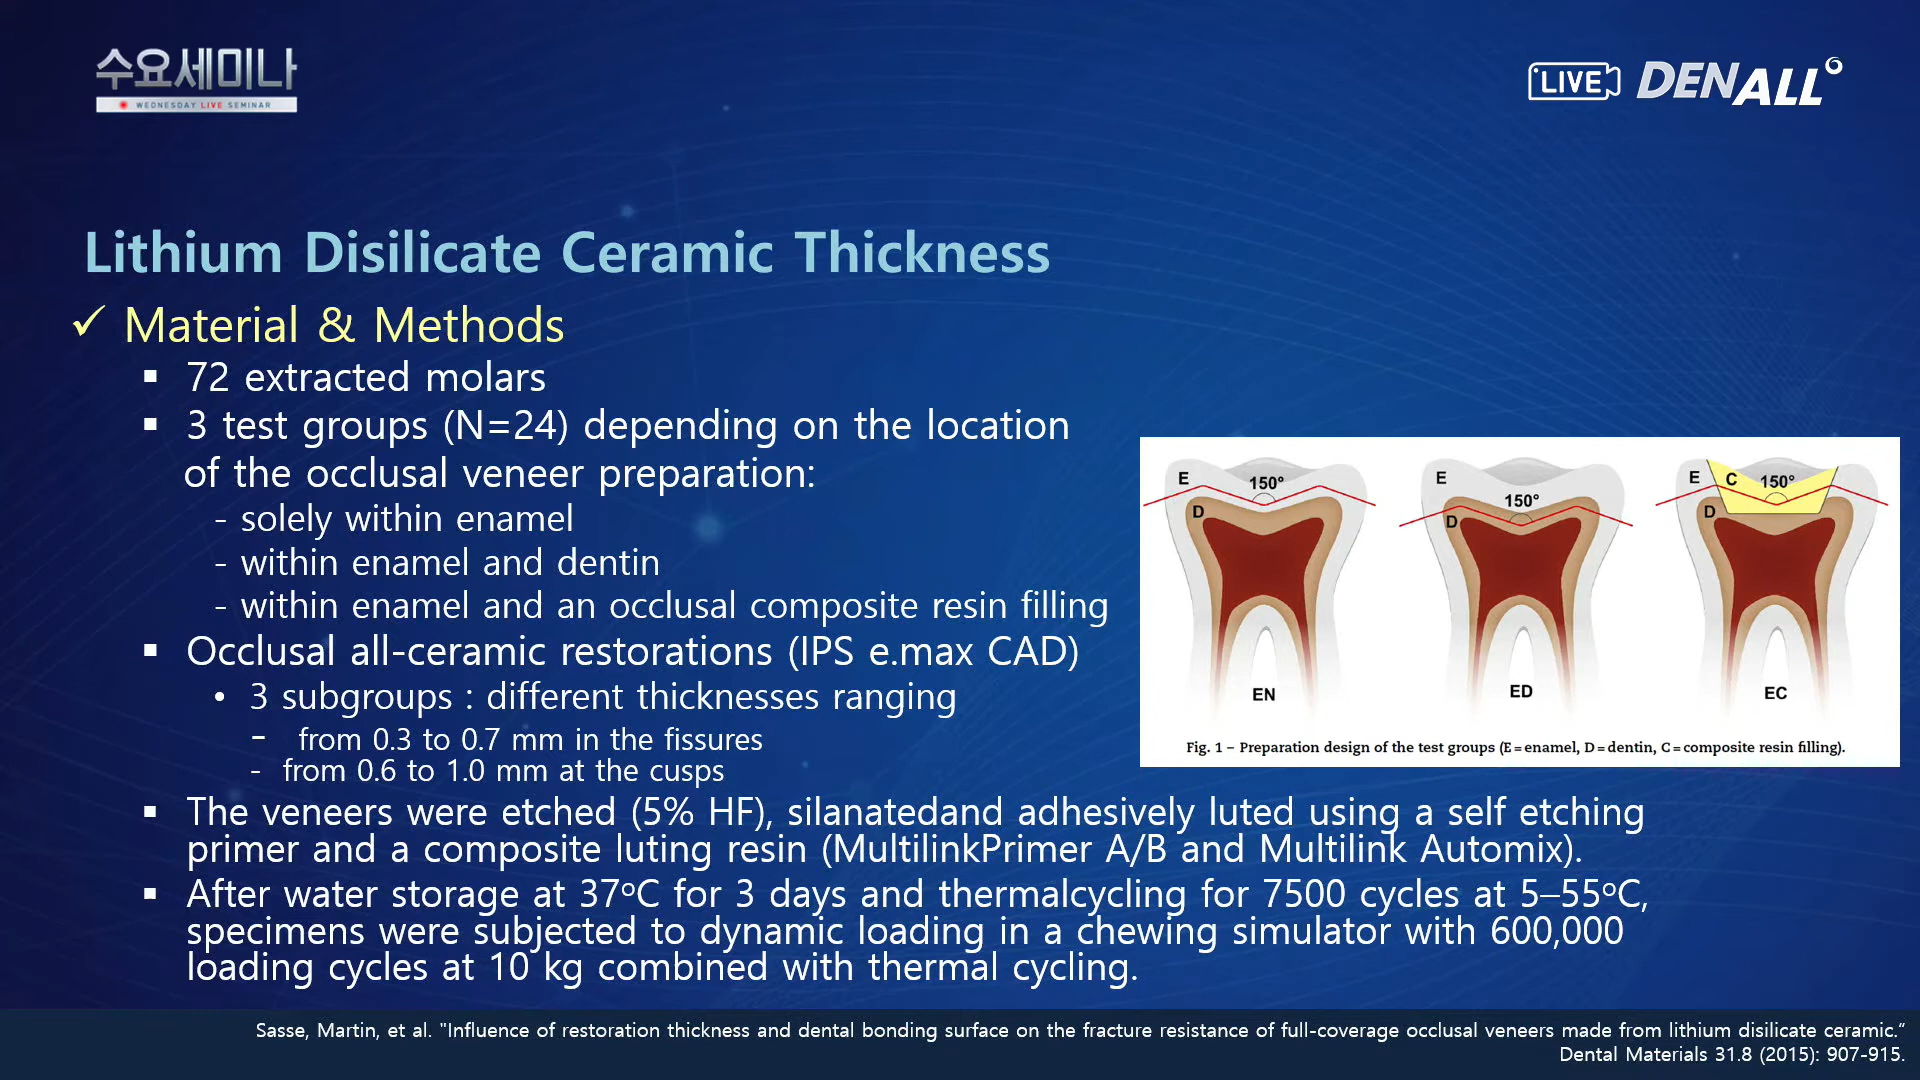 수요세미나
WEDNESDAY LIVE SEMINAR
LIVE DENALL
Lithium Disilicate Ceramic Thickness
✓ Material & Methods
▪ 72 extracted molars
▪ 3 test groups (N=24) depending on the location
of the occlusal veneer preparation:
- solely within enamel
- within enamel and dentin
- within enamel and an occlusal composite resin filling
▪ Occlusal all-ceramic restorations (IPS e.max CAD)
• 3 subgroups : different thicknesses ranging
- from 0.3 to 0.7 mm in the fissures
- from 0.6 to 1.0 mm at the cusps
▪ The veneers were etched (5% HF), silanatedand adhesively luted using a self etching
primer and a composite luting resin (MultilinkPrimer A/B and Multilink Automix).
▪ After water storage at 37ºC for 3 days and thermalcycling for 7500 cycles at 5–55ºC,
specimens were subjected to dynamic loading in a chewing simulator with 600,000
loading cycles at 10 kg combined with thermal cycling.
E 150° D EN
E 150° D ED
E C 150° D EC
Fig. 1 – Preparation design of the test groups (E = enamel, D = dentin, C = composite resin filling).
Sasse, Martin, et al. "Influence of restoration thickness and dental bonding surface on the fracture resistance of full-coverage occlusal veneers made from lithium disilicate ceramic.”
Dental Materials 31.8 (2015): 907-915.